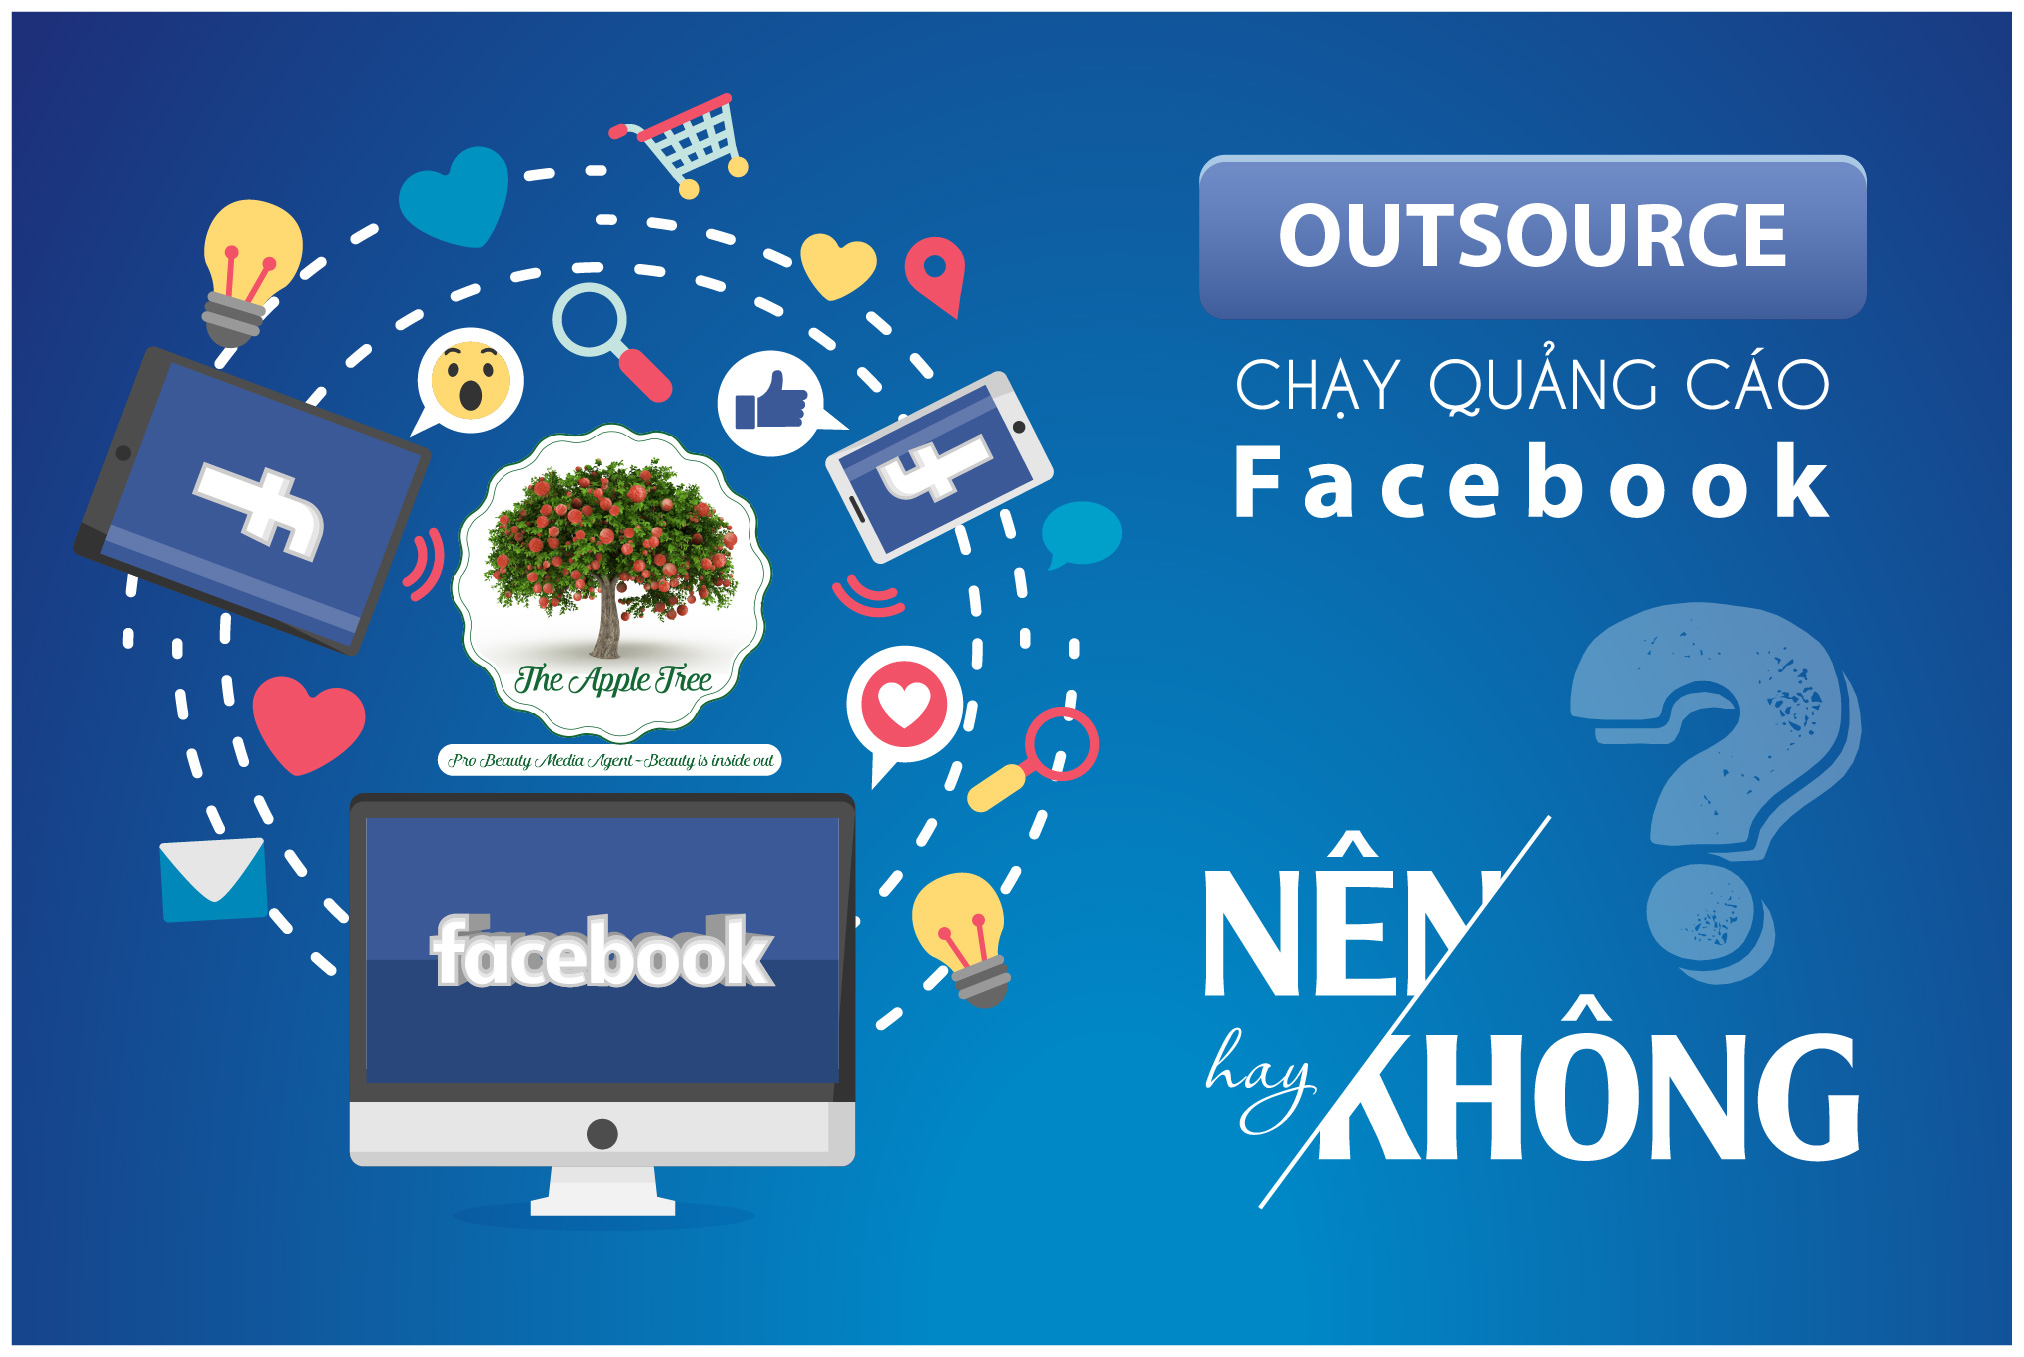 OUTSOURCE
CHẠY QUẢNG CÁO
Facebook
?
NÊN
hay
KHÔNG
f
f
The Apple Tree
Pro Beauty Media Agent - Beauty is inside out
facebook